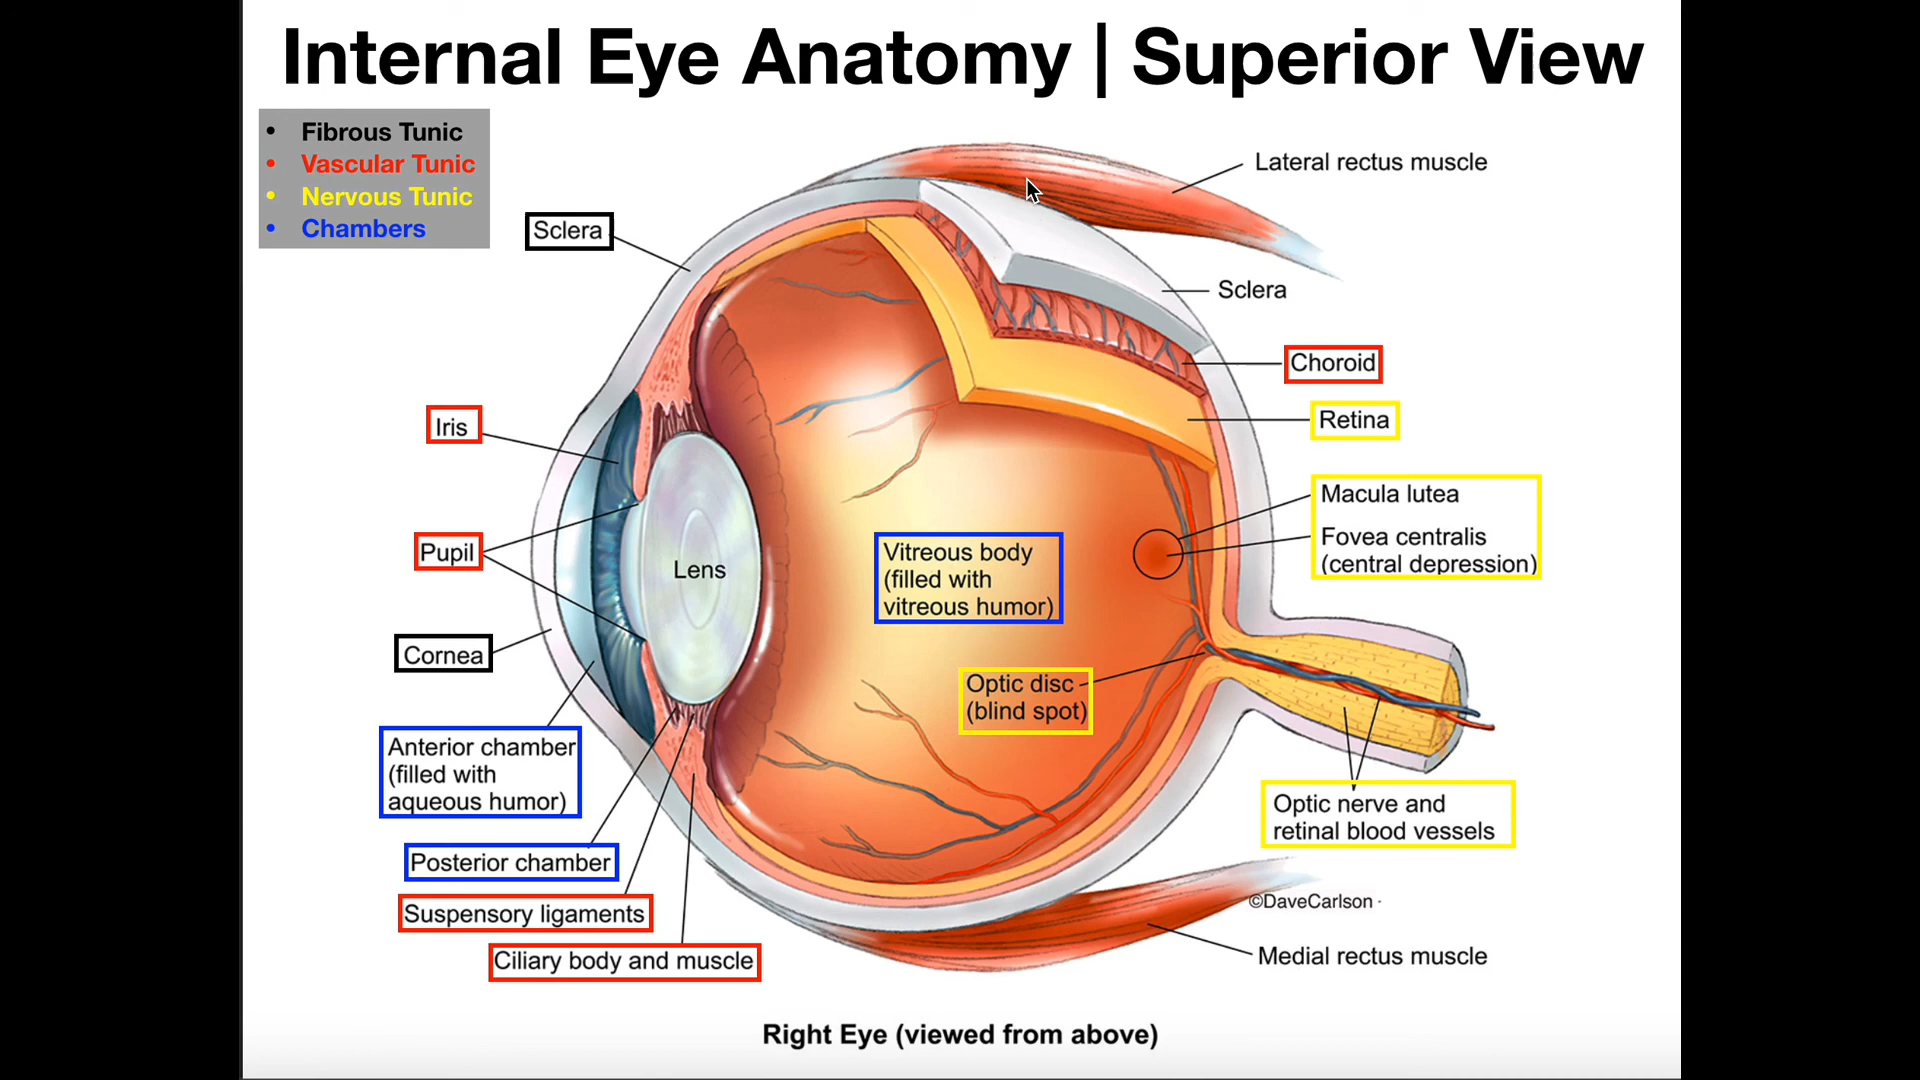 Internal Eye Anatomy | Superior View
• Fibrous Tunic
• Vascular Tunic
• Nervous Tunic
• Chambers
Lateral rectus muscle
Sclera
Sclera
Choroid
Retina
Iris
Macula lutea
Fovea centralis
(central depression)
Pupil
Lens
Vitreous body
(filled with
vitreous humor)
Cornea
Optic disc
(blind spot)
Anterior chamber
(filled with
aqueous humor)
Optic nerve and
retinal blood vessels
Posterior chamber
Suspensory ligaments
Ciliary body and muscle
©DaveCarlson
Medial rectus muscle
Right Eye (viewed from above)